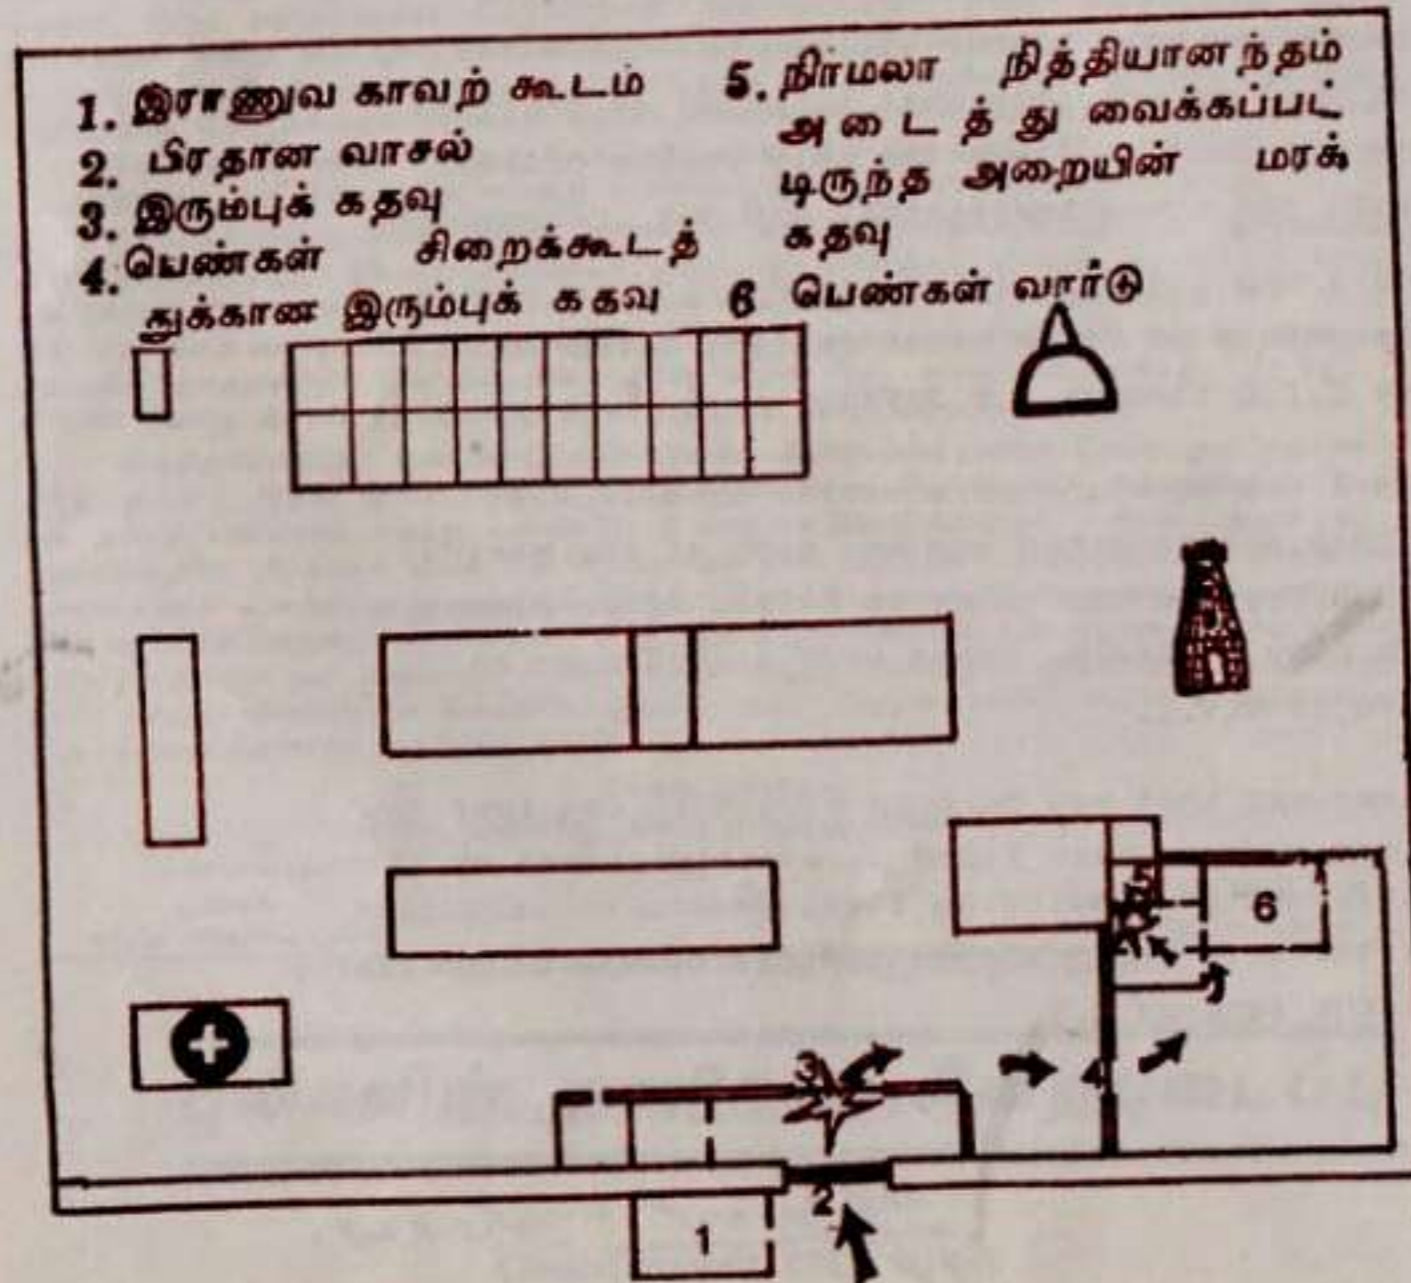 1. இராணுவ காவற் கூடம்
2. பிரதான வாசல்
3. இரும்புக் கதவு
4. பெண்கள் சிறைக்கூடத்
துக்கான இரும்புக் கதவு
5. நிர்மலா நித்தியானந்தம்
அடைத்து வைக்கப்பட்
டிருந்த அறையின் மரக்
கதவு
6 பெண்கள் வார்டு
5
6
3
4
2
1